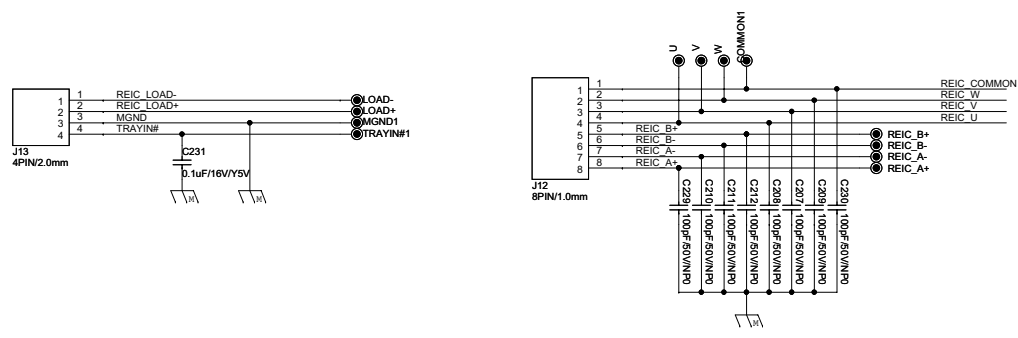 1 REIC_LOAD-
2 REIC_LOAD+
3 MGND
4 TRAYIN#
1
2
3
4
LOAD-
LOAD+
MGND1
TRAYIN#1
J13
4PIN/2.0mm
C231
0.1uF/16V/Y5V
M
M
U
V
W
COMMON1
1
2
3
4
5
6
7
8
1 REIC_COMMON
2 REIC_W
3 REIC_V
4 REIC_U
5 REIC_B+
6 REIC_B-
7 REIC_A-
8 REIC_A+
REIC_B+
REIC_B-
REIC_A-
REIC_A+
J12
8PIN/1.0mm
C229 100pF/50V/NP0
C210 100pF/50V/NP0
C211 100pF/50V/NP0
C212 100pF/50V/NP0
C208 100pF/50V/NP0
C207 100pF/50V/NP0
C209 100pF/50V/NP0
C230 100pF/50V/NP0
M